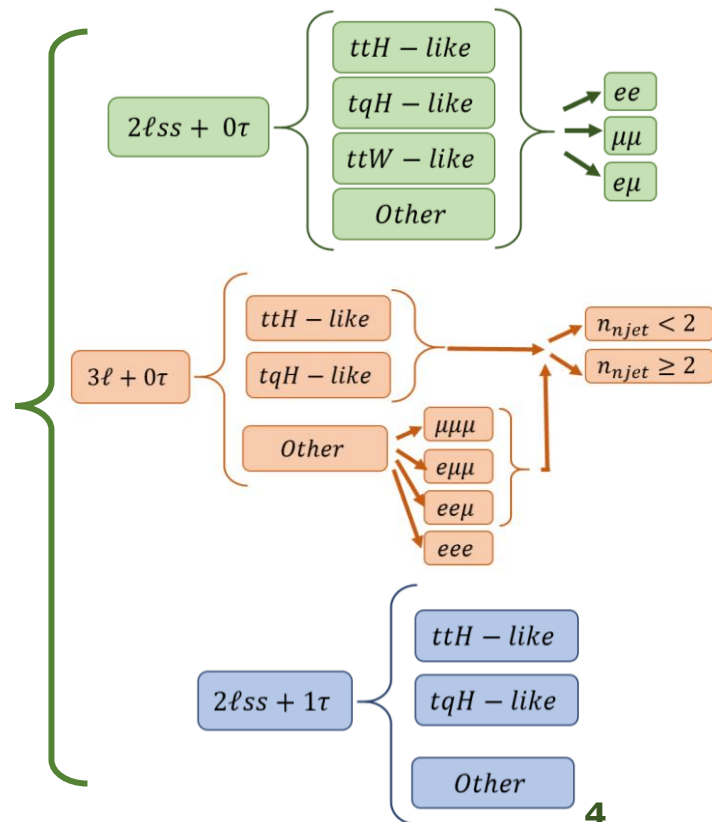 2ℓss + 0τ
ttH − like
tqH − like
ttW − like
Other
ee
μμ
eμ
3ℓ + 0τ
ttH − like
tqH − like
Other
μμμ
eμμ
eeμ
eee
n_njet < 2
n_njet ≥ 2
2ℓss + 1τ
ttH − like
tqH − like
Other
4